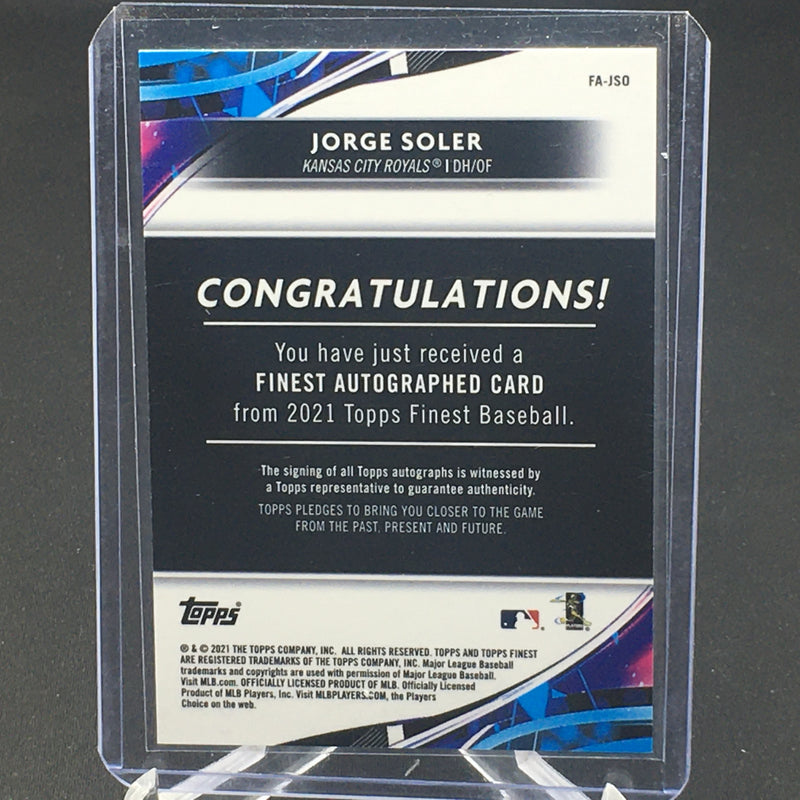 FA-JSO
JORGE SOLER
KANSAS CITY ROYALS® | DH/OF
CONGRATULATIONS!
You have just received a
FINEST AUTOGRAPHED CARD
from 2021 Topps Finest Baseball.
The signing of all Topps autographs is witnessed by
a Topps representative to guarantee authenticity.
TOPPS PLEDGES TO BRING YOU CLOSER TO THE GAME
FROM THE PAST, PRESENT AND FUTURE.
topps®
® & © 2021 THE TOPPS COMPANY, INC. ALL RIGHTS RESERVED. TOPPS AND TOPPS FINEST
ARE REGISTERED TRADEMARKS OF THE TOPPS COMPANY, INC. Major League Baseball
trademarks and copyrights are used with permission of Major League Baseball.
Visit MLB.com. OFFICIALLY LICENSED PRODUCT OF MLB. Officially Licensed
Product of MLB Players, Inc. Visit MLBPLAYERS.COM, the Players
Choice on the web.